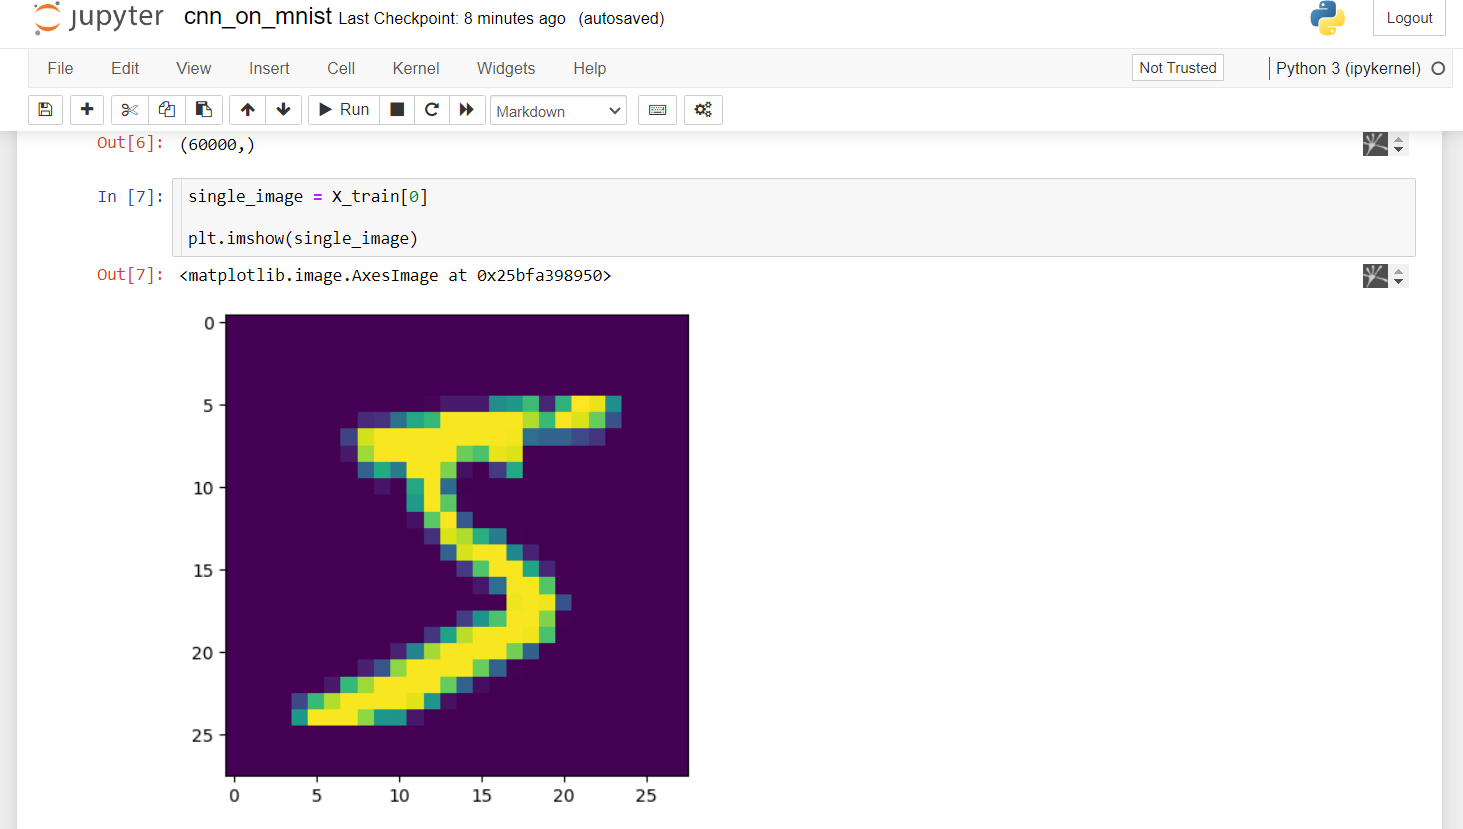 jupyter cnn_on_mnist Last Checkpoint: 8 minutes ago (autosaved) Logout
File Edit View Insert Cell Kernel Widgets Help Not Trusted Python 3 (ipykernel)
Run Markdown
Out[6]: (60000,)
In [7]: single_image = X_train[0]
plt.imshow(single_image)
Out[7]: <matplotlib.image.AxesImage at 0x25bfa398950>
0
5
10
15
20
25
0 5 10 15 20 25